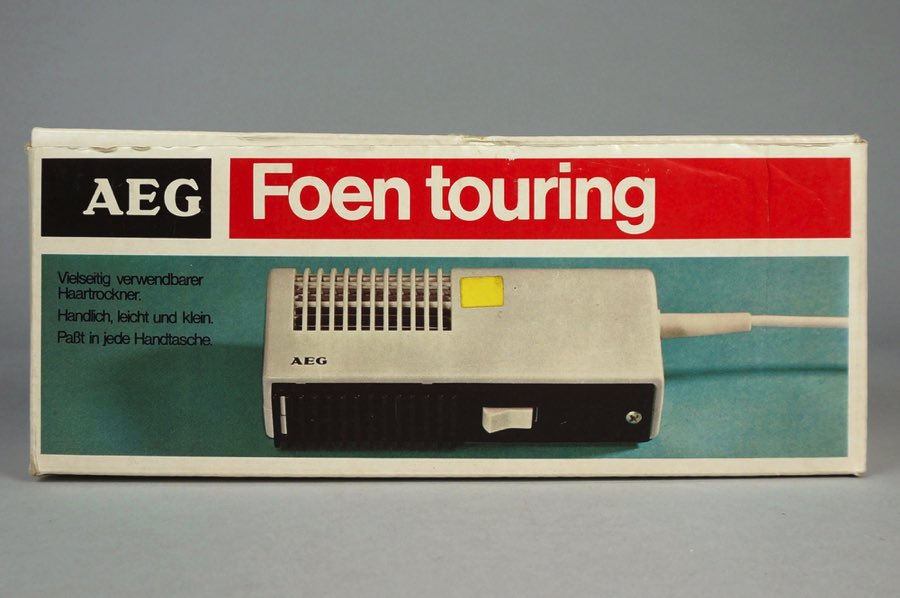 AEG
Foen touring
Vielseitig verwendbarer
Haartrockner.
Handlich, leicht und klein.
Paßt in jede Handtasche.
AEG